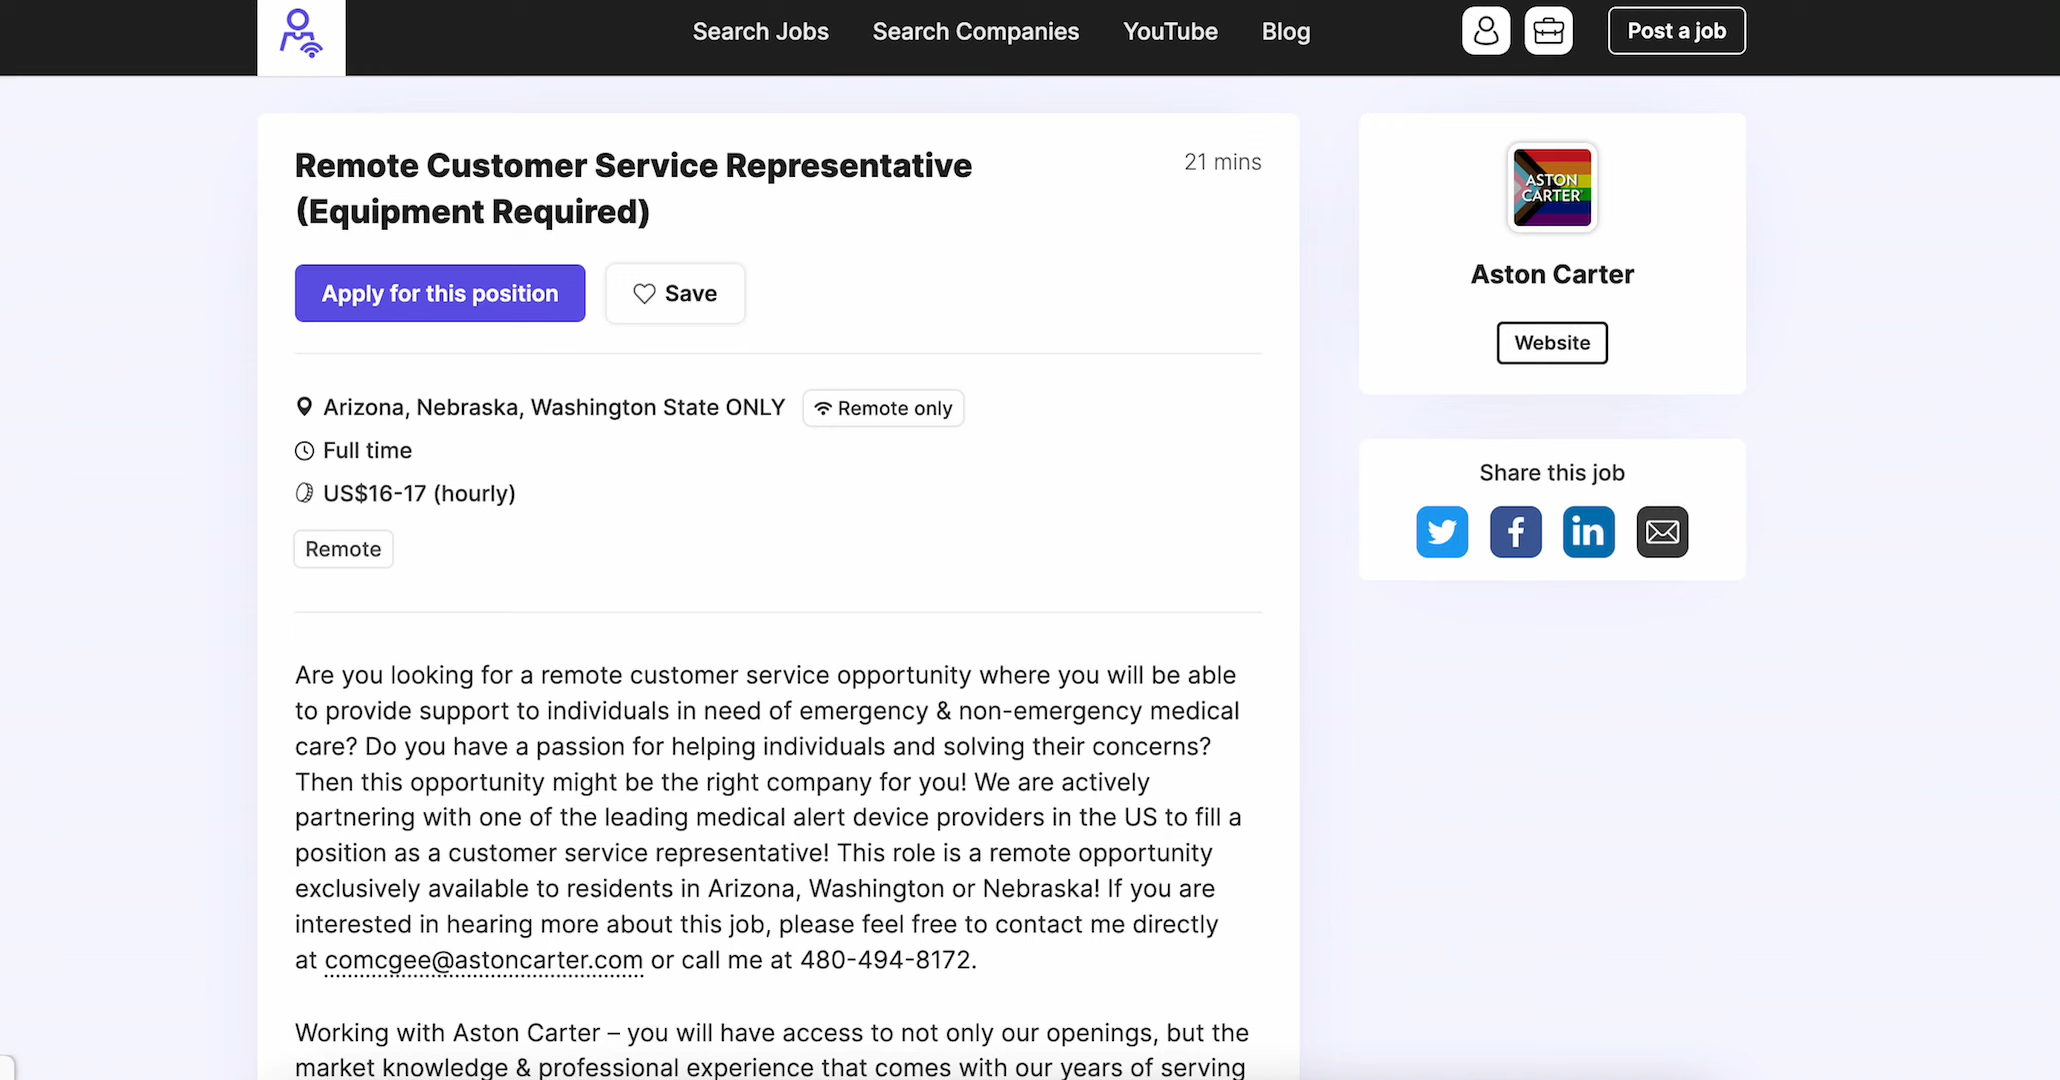 Search Jobs
Search Companies
YouTube
Blog
Post a job
Remote Customer Service Representative
(Equipment Required)
21 mins
Apply for this position
Save
Arizona, Nebraska, Washington State ONLY
Remote only
Full time
US$16-17 (hourly)
Remote
Are you looking for a remote customer service opportunity where you will be able
to provide support to individuals in need of emergency & non-emergency medical
care? Do you have a passion for helping individuals and solving their concerns?
Then this opportunity might be the right company for you! We are actively
partnering with one of the leading medical alert device providers in the US to fill a
position as a customer service representative! This role is a remote opportunity
exclusively available to residents in Arizona, Washington or Nebraska! If you are
interested in hearing more about this job, please feel free to contact me directly
at comcgee@astoncarter.com or call me at 480-494-8172.
Working with Aston Carter – you will have access to not only our openings, but the
market knowledge & professional experience that comes with our years of serving
ASTON
CARTER
Aston Carter
Website
Share this job